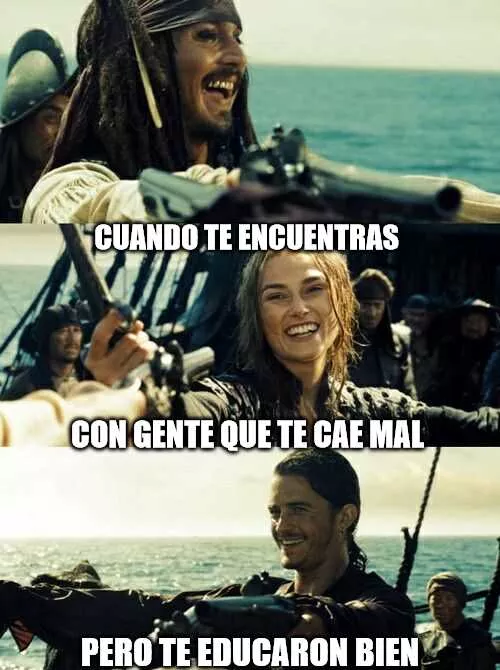 CUANDO TE ENCUENTRAS
CON GENTE QUE TE CAE MAL
PERO TE EDUCARON BIEN